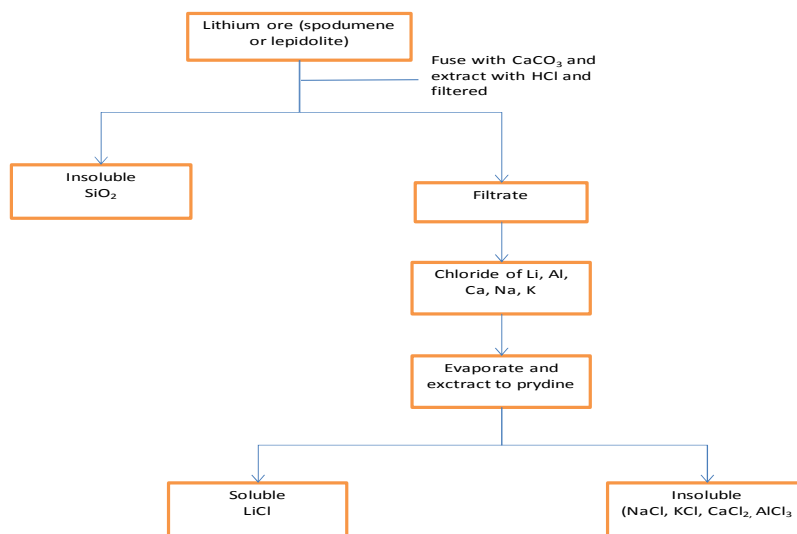 Lithium ore (spodumene
or lepidolite)
Fuse with CaCO₃ and
extract with HCl and
filtered
Insoluble
SiO₂
Filtrate
Chloride of Li, Al,
Ca, Na, K
Evaporate and
exctract to prydine
Soluble
LiCl
Insoluble
(NaCl, KCl, CaCl₂, AlCl₃